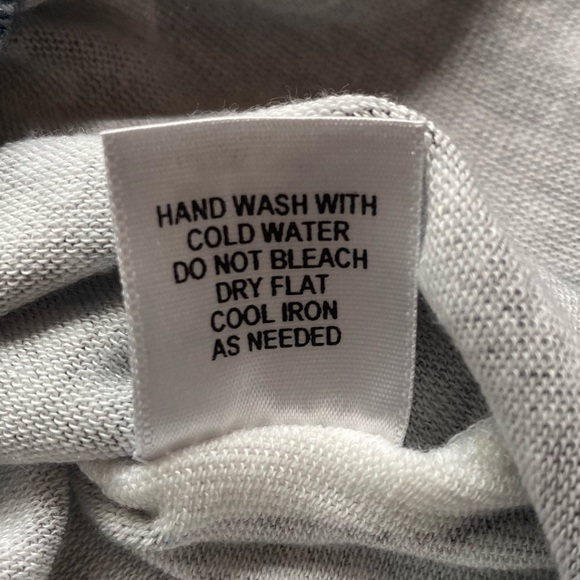 HAND WASH WITH
COLD WATER
DO NOT BLEACH
DRY FLAT
COOL IRON
AS NEEDED